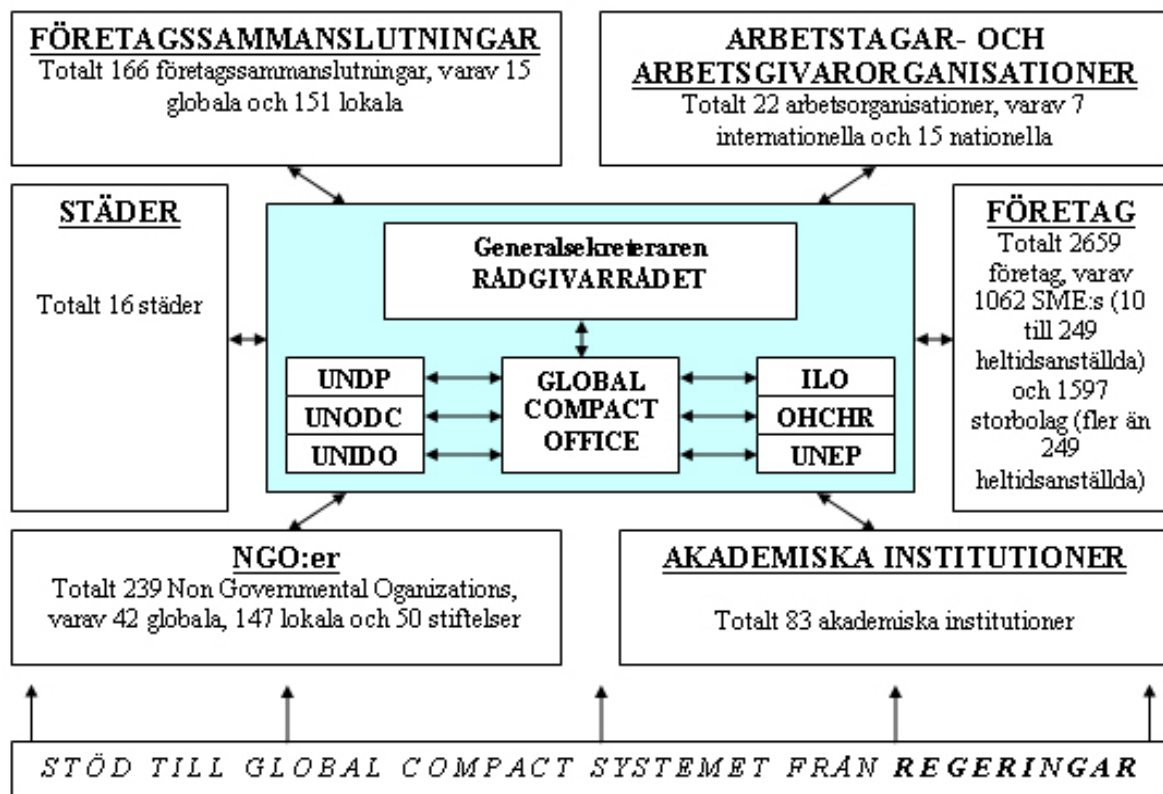 FÖRETAGSSAMMANSLUTNINGAR
Totalt 166 företagssammanslutningar, varav 15
globala och 151 lokala
ARBETSTAGAR- OCH
ARBETSGIVARORGANISATIONER
Totalt 22 arbetsorganisationer, varav 7
internationella och 15 nationella
STÄDER
Totalt 16 städer
Generalsekreteraren
RÅDGIVARRÅDET
UNDP
UNODC
UNIDO
GLOBAL
COMPACT
OFFICE
ILO
OHCHR
UNEP
FÖRETAG
Totalt 2659
företag, varav
1062 SME:s (10
till 249
heltidsanställda)
och 1597
storbolag (fler än
249
heltidsanställda)
NGO:er
Totalt 239 Non Governmental Oganizations,
varav 42 globala, 147 lokala och 50 stiftelser
AKADEMISKA INSTITUTIONER
Totalt 83 akademiska institutioner
STÖD TILL GLOBAL COMPACT SYSTEMET FRÅN REGERINGAR